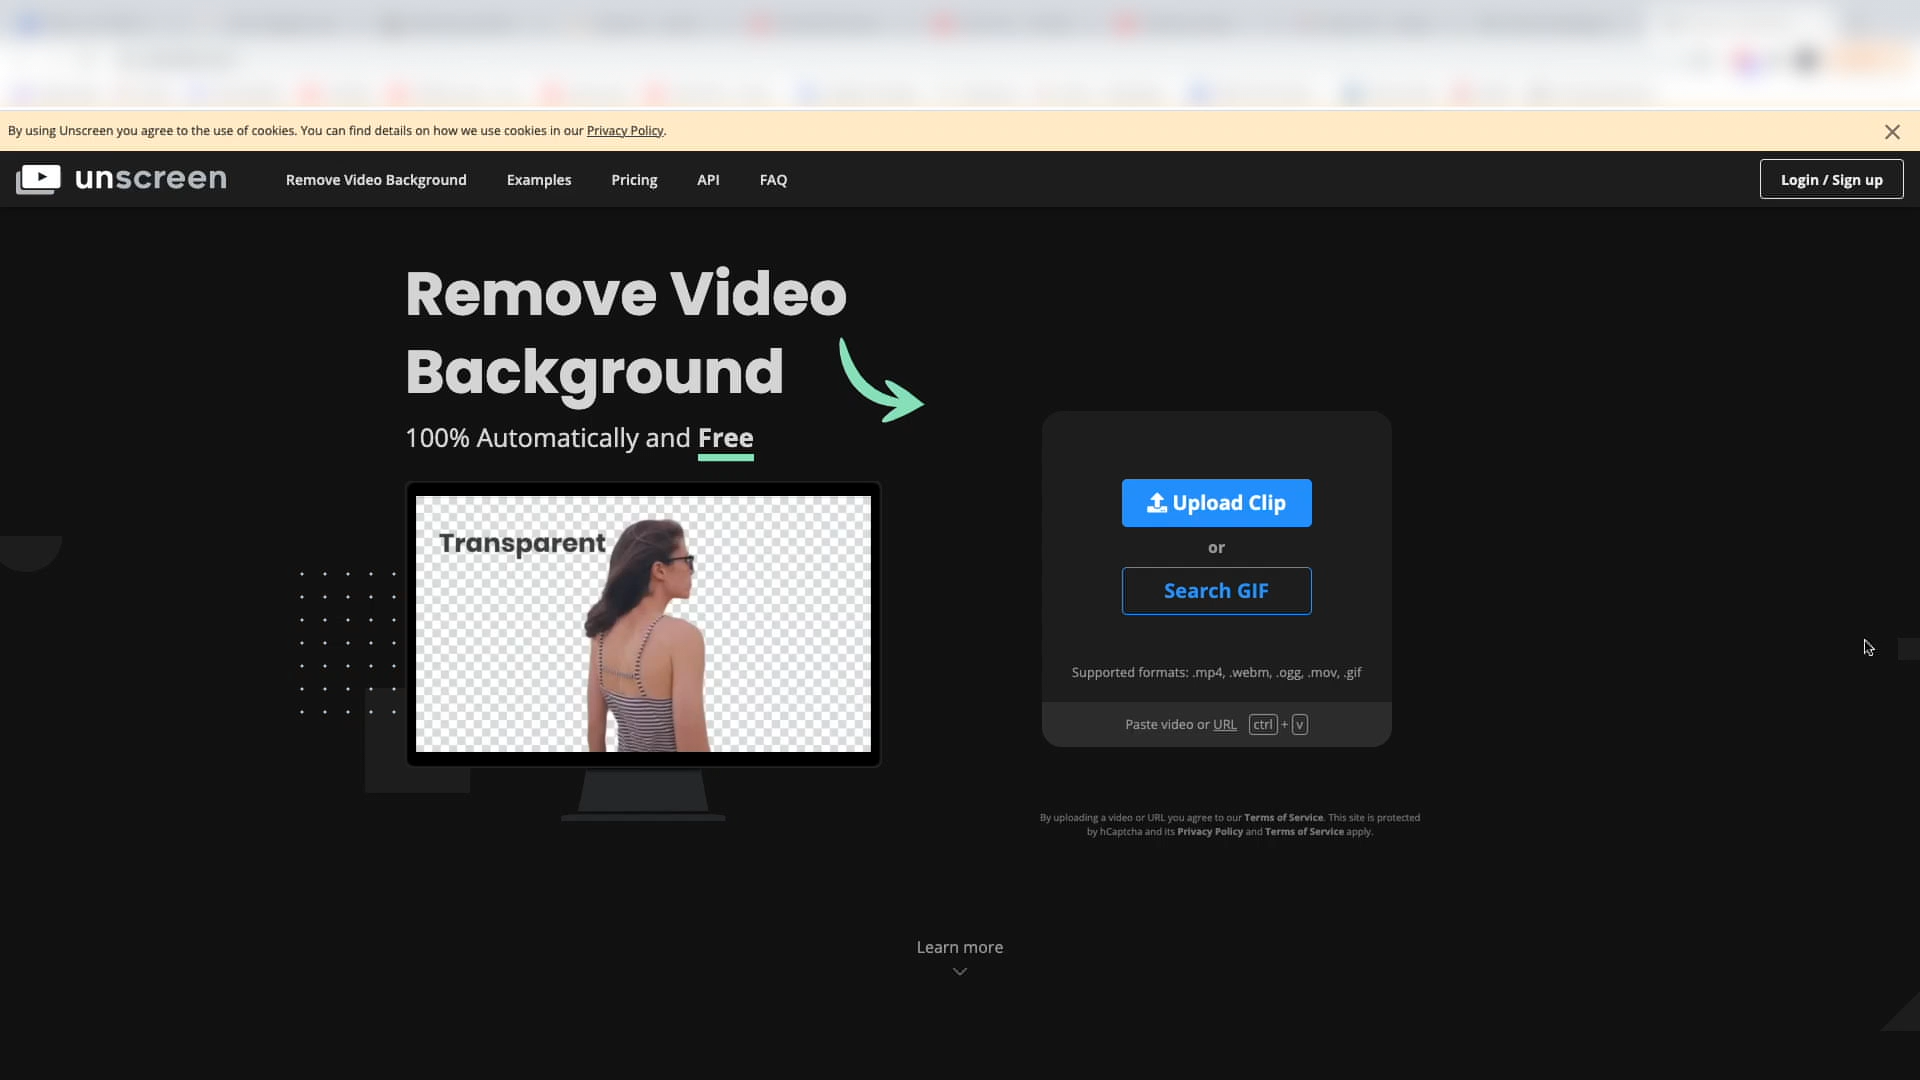 By using Unscreen you agree to the use of cookies. You can find details on how we use cookies in our Privacy Policy.
unscreen
Remove Video Background
Examples
Pricing
API
FAQ
Login / Sign up
Remove Video
Background
100% Automatically and Free
Transparent
Upload Clip
or
Search GIF
Supported formats: .mp4, .webm, .ogg, .mov, .gif
Paste video or URL ctrl + v
By uploading a video or URL you agree to our Terms of Service. This site is protected
by hCaptcha and its Privacy Policy and Terms of Service apply.
Learn more